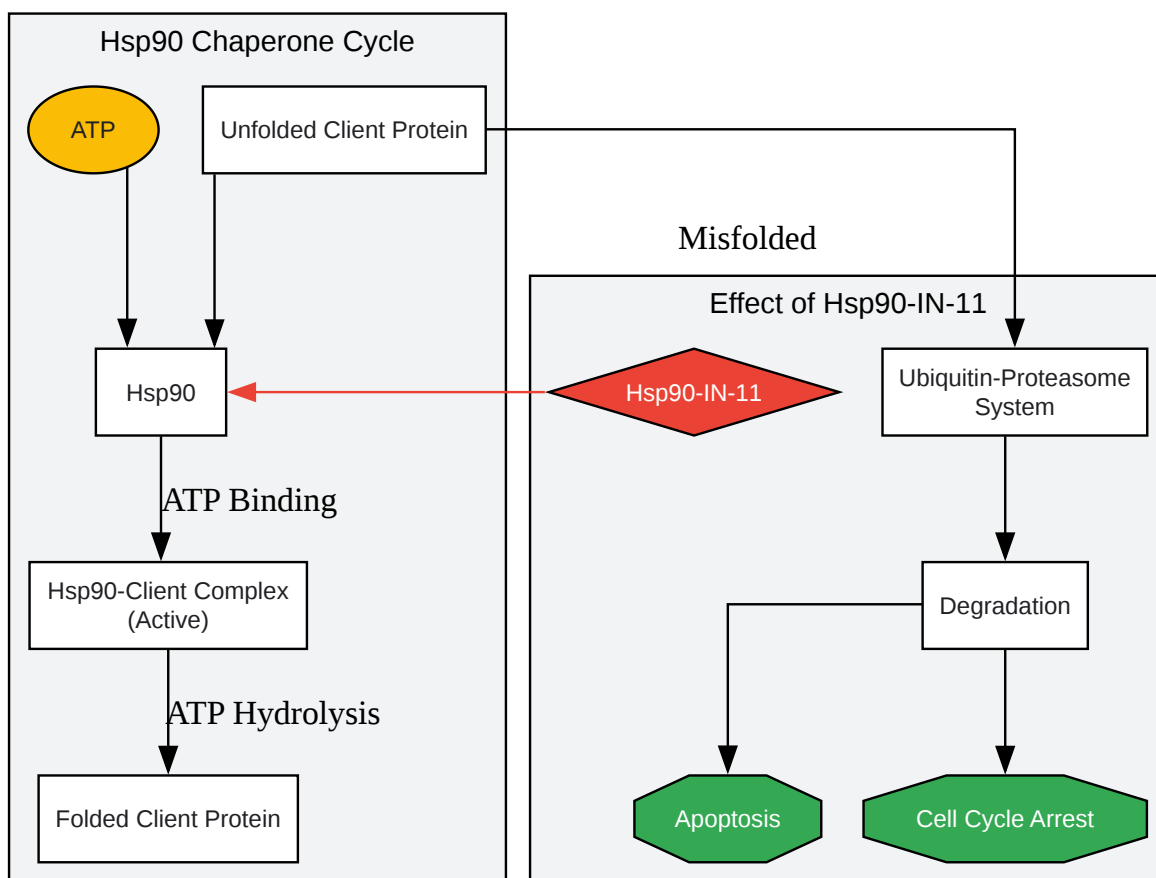 Hsp90 Chaperone Cycle
ATP
Unfolded Client Protein
Misfolded
Effect of Hsp90-IN-11
Hsp90
Hsp90-IN-11
Ubiquitin-Proteasome
System
ATP Binding
Hsp90-Client Complex
(Active)
Degradation
ATP Hydrolysis
Folded Client Protein
Apoptosis
Cell Cycle Arrest